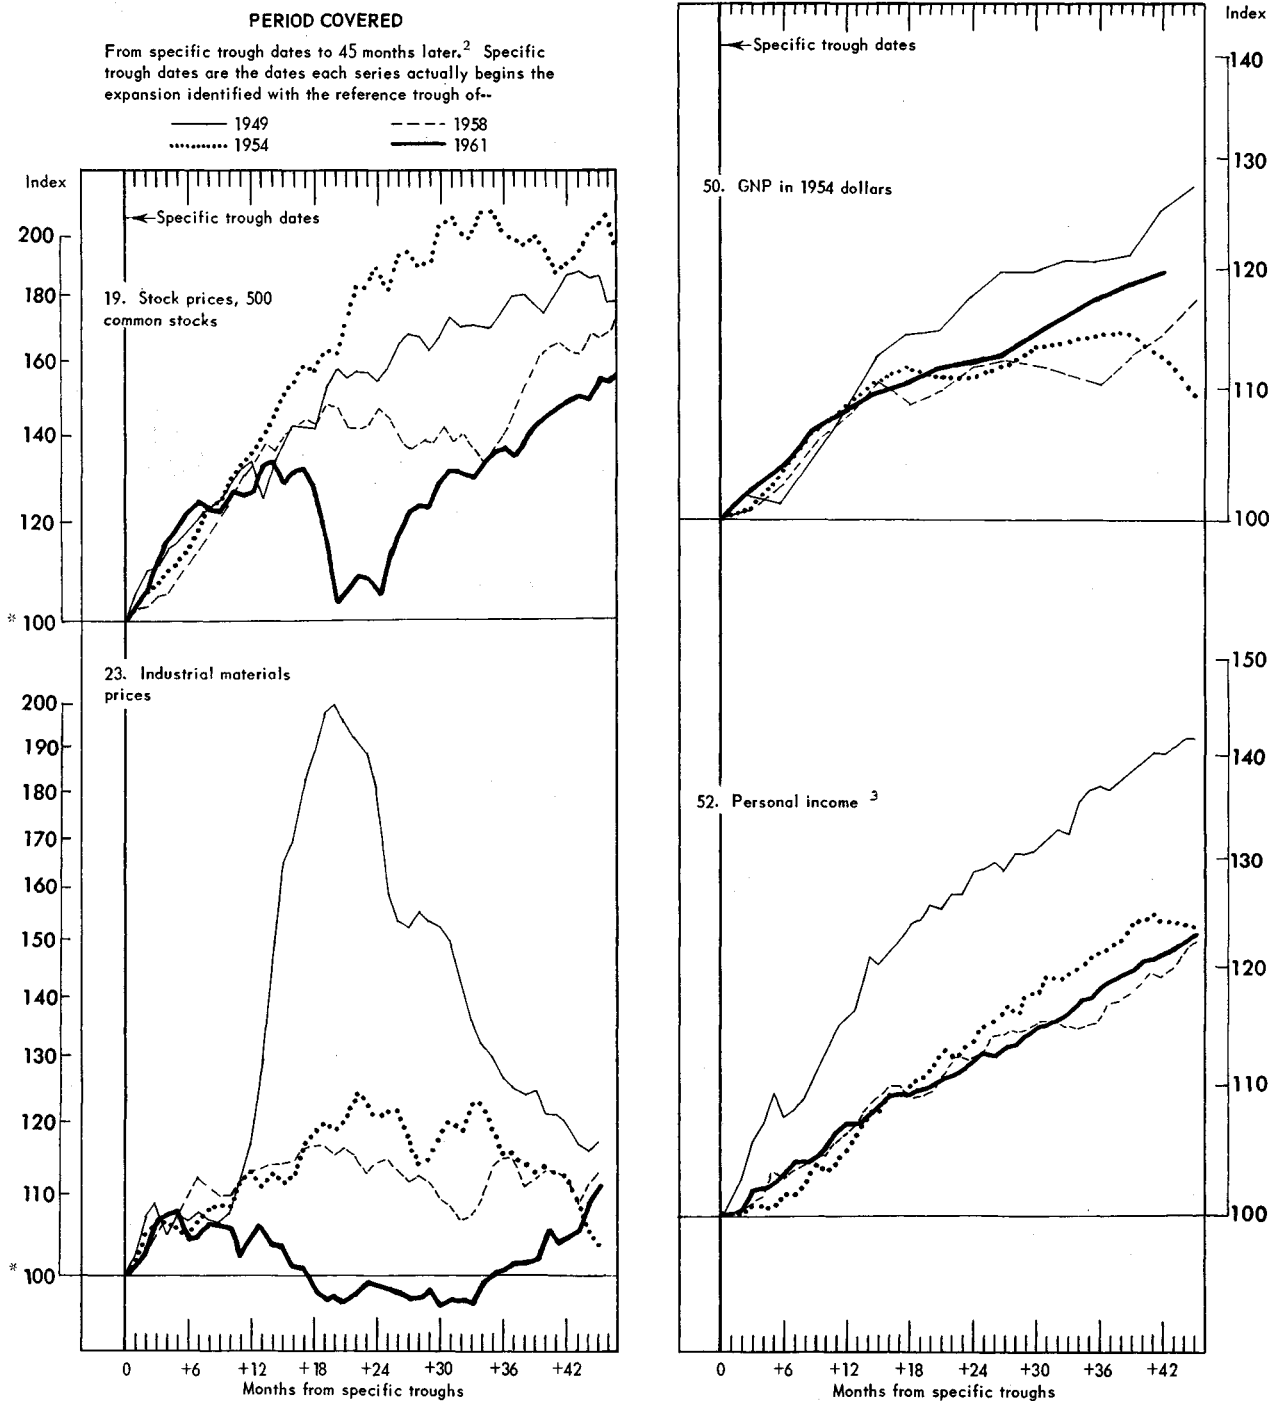 PERIOD COVERED
From specific trough dates to 45 months later.2 Specific
trough dates are the dates each series actually begins the
expansion identified with the reference trough of--
1949
1958
1954
1961
Index
Specific trough dates
200
180
160
140
120
* 100
19. Stock prices, 500
common stocks
23. Industrial materials
prices
200
190
180
170
160
150
140
130
120
110
* 100
0 +6 +12 +18 +24 +30 +36 +42
Months from specific troughs
Index
Specific trough dates
140
130
120
110
100
50. GNP in 1954 dollars
52. Personal income 3
150
140
130
120
110
100
0 +6 +12 +18 +24 +30 +36 +42
Months from specific troughs